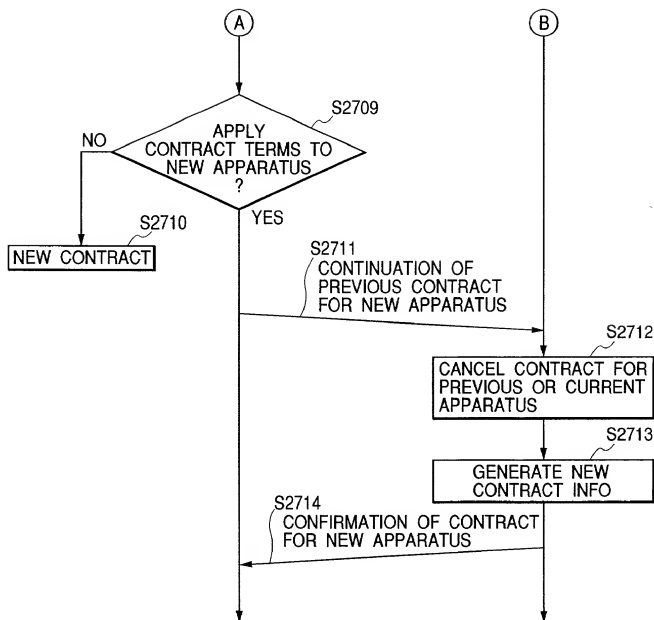 A
B
S2709
APPLY
CONTRACT TERMS TO
NEW APPARATUS
?
NO
YES
S2710
NEW CONTRACT
S2711
CONTINUATION OF
PREVIOUS CONTRACT
FOR NEW APPARATUS
S2712
CANCEL CONTRACT FOR
PREVIOUS OR CURRENT
APPARATUS
S2713
GENERATE NEW
CONTRACT INFO
S2714
CONFIRMATION OF CONTRACT
FOR NEW APPARATUS